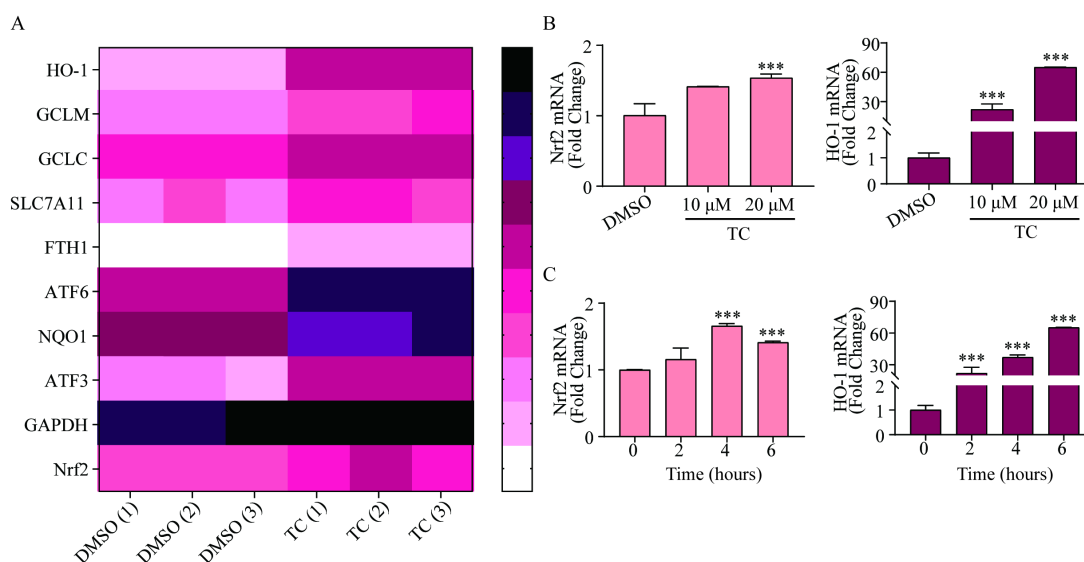 A
HO-1
GCLM
GCLC
SLC7A11
FTH1
ATF6
NQO1
ATF3
GAPDH
Nrf2
DMSO (1)
DMSO (2)
DMSO (3)
TC (1)
TC (2)
TC (3)
B
Nrf2 mRNA
(Fold Change)
2
1
0
***
DMSO
10 μM
20 μM
TC
HO-1 mRNA
(Fold Change)
90
60
30
2
1
0
***
***
DMSO
10 μM
20 μM
TC
C
Nrf2 mRNA
(Fold Change)
2
1
0
***
***
0
2
4
6
Time (hours)
HO-1 mRNA
(Fold Change)
90
60
30
2
1
0
***
***
***
0
2
4
6
Time (hours)